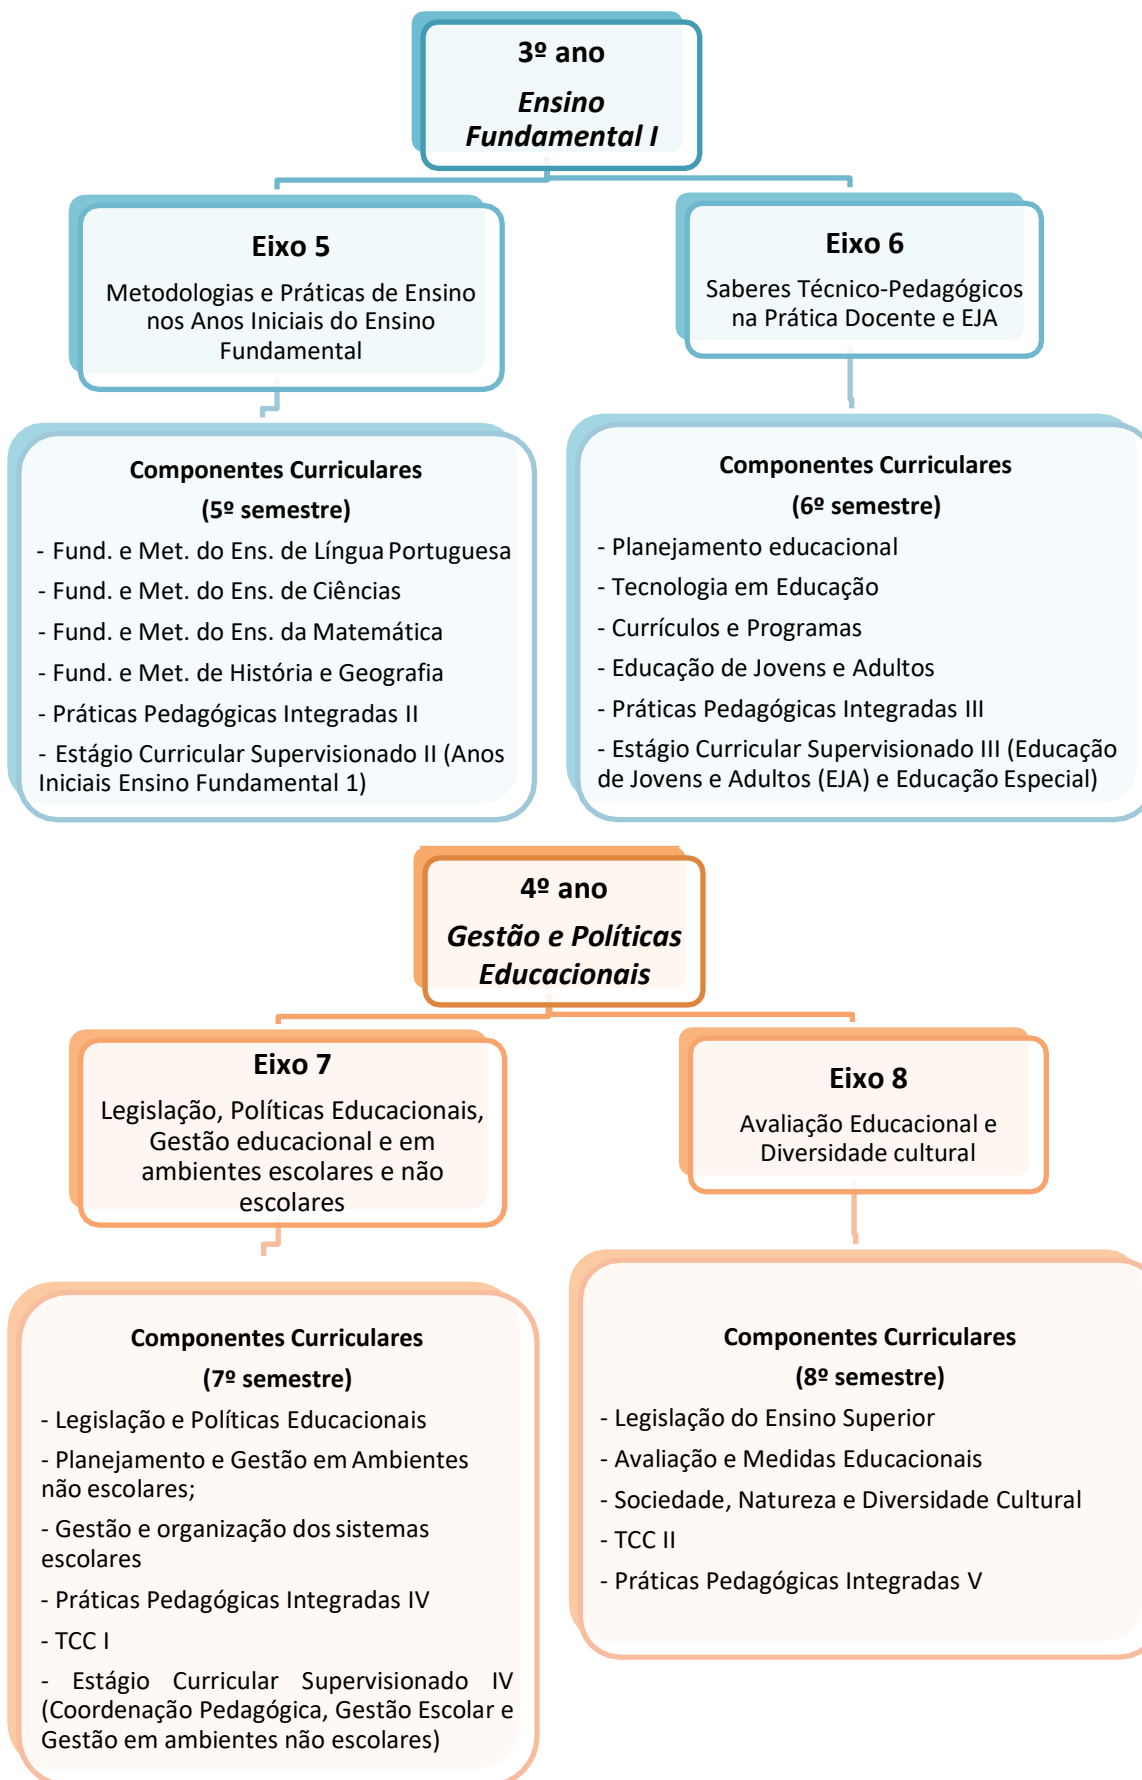 3º ano
Ensino
Fundamental I
Eixo 5
Metodologias e Práticas de Ensino
nos Anos Iniciais do Ensino
Fundamental
Eixo 6
Saberes Técnico-Pedagógicos
na Prática Docente e EJA
Componentes Curriculares
(5º semestre)
- Fund. e Met. do Ens. de Língua Portuguesa
- Fund. e Met. do Ens. de Ciências
- Fund. e Met. do Ens. da Matemática
- Fund. e Met. de História e Geografia
- Práticas Pedagógicas Integradas II
- Estágio Curricular Supervisionado II (Anos
Iniciais Ensino Fundamental 1)
Componentes Curriculares
(6º semestre)
- Planejamento educacional
- Tecnologia em Educação
- Currículos e Programas
- Educação de Jovens e Adultos
- Práticas Pedagógicas Integradas III
- Estágio Curricular Supervisionado III (Educação
de Jovens e Adultos (EJA) e Educação Especial)
4º ano
Gestão e Políticas
Educacionais
Eixo 7
Legislação, Políticas Educacionais,
Gestão educacional e em
ambientes escolares e não
escolares
Eixo 8
Avaliação Educacional e
Diversidade cultural
Componentes Curriculares
(7º semestre)
- Legislação e Políticas Educacionais
- Planejamento e Gestão em Ambientes
não escolares;
- Gestão e organização dos sistemas
escolares
- Práticas Pedagógicas Integradas IV
- TCC I
- Estágio Curricular Supervisionado IV
(Coordenação Pedagógica, Gestão Escolar e
Gestão em ambientes não escolares)
Componentes Curriculares
(8º semestre)
- Legislação do Ensino Superior
- Avaliação e Medidas Educacionais
- Sociedade, Natureza e Diversidade Cultural
- TCC II
- Práticas Pedagógicas Integradas V